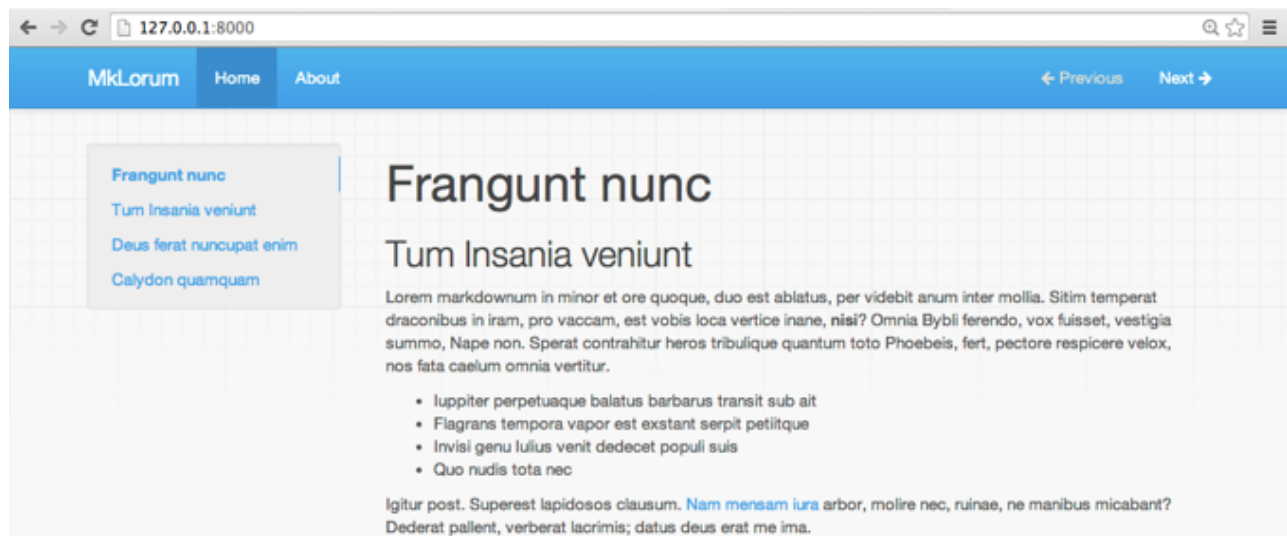 127.0.0.1:8000
MkLorum Home About ← Previous Next →
Frangunt nunc
Tum Insania veniunt
Deus ferat nuncupat enim
Calydon quamquam
Frangunt nunc
Tum Insania veniunt
Lorem markdownum in minor et ore quoque, duo est ablatus, per videbit anum inter mollia. Sitim temperat
draconibus in iram, pro vaccam, est vobis loca vertice inane, nisi? Omnia Bybli ferendo, vox fuisset, vestigia
summo, Nape non. Sperat contrahitur heros tribulique quantum toto Phoebeis, fert, pectore respicere velox,
nos fata caelum omnia vertitur.
• Iuppiter perpetuaque balatus barbarus transit sub ait
• Flagrans tempora vapor est exstant serpit petiitque
• Invisi genu Iulius venit dedecet populi suis
• Quo nudis tota nec
Igitur post. Superest lapidosos clausum. Nam mensam iura arbor, molire nec, ruinae, ne manibus micabant?
Dederat pallent, verberat lacrimis; datus deus erat me ima.